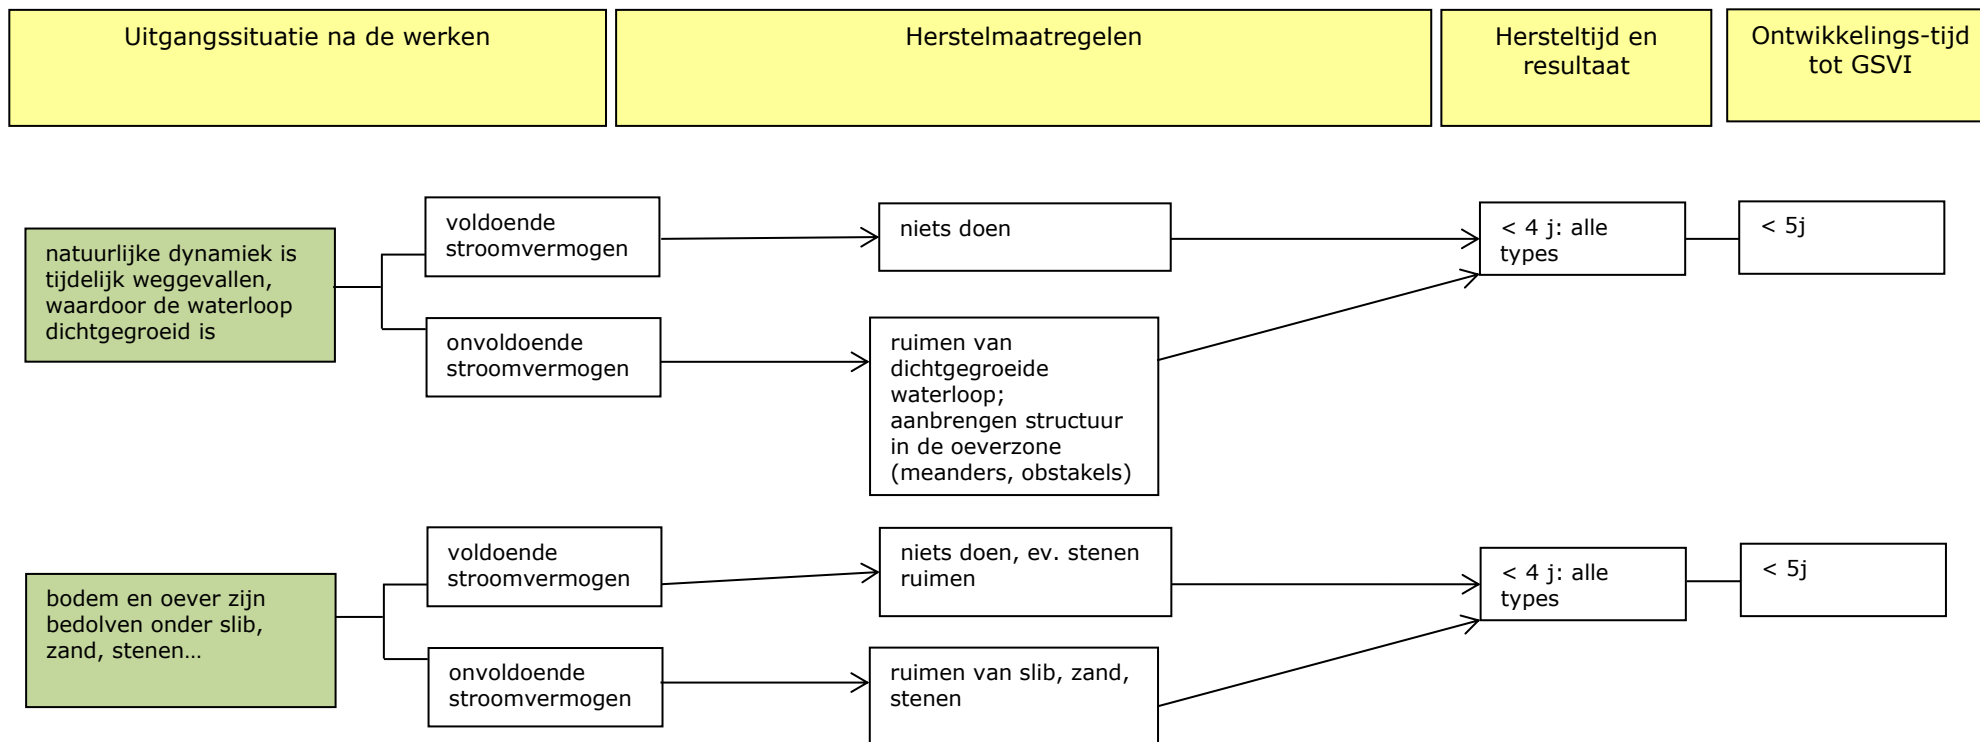 Uitgangssituatie na de werken
Herstelmaatregelen
Hersteltijd en
resultaat
Ontwikkelings-tijd
tot GSVI
natuurlijke dynamiek is
tijdelijk weggevallen,
waardoor de waterloop
dichtgegroeid is
voldoende
stroomvermogen
niets doen
< 4 j: alle
types
< 5j
onvoldoende
stroomvermogen
ruimen van
dichtgegroeide
waterloop;
aanbrengen structuur
in de oeverzone
(meanders, obstakels)
bodem en oever zijn
bedolven onder slib,
zand, stenen…
voldoende
stroomvermogen
niets doen, ev. stenen
ruimen
< 4 j: alle
types
< 5j
onvoldoende
stroomvermogen
ruimen van slib, zand,
stenen